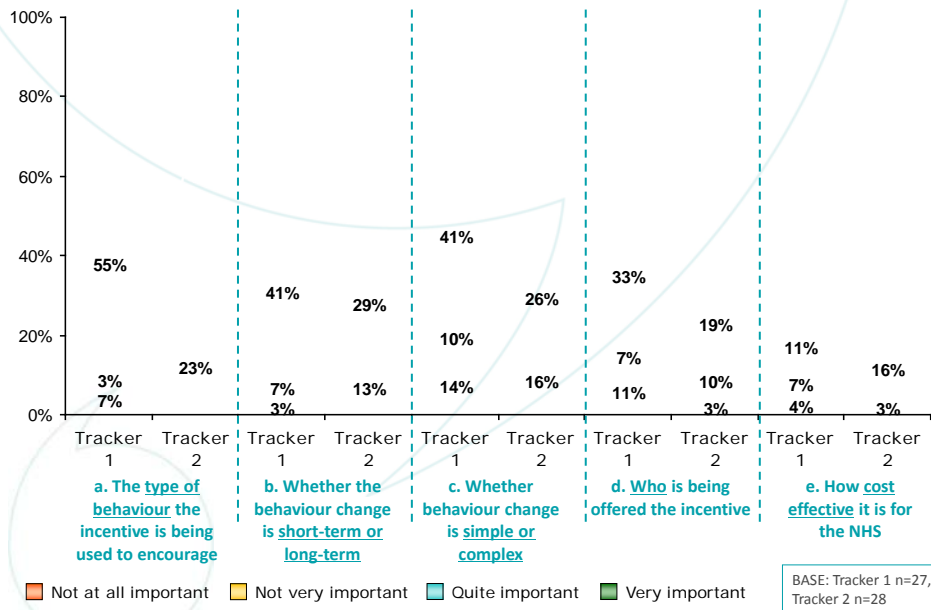 100%
80%
60%
40%
20%
0%
55%
3%
7%
23%
41%
7%
3%
29%
13%
41%
10%
14%
26%
16%
33%
7%
11%
19%
10%
3%
11%
7%
4%
16%
3%
Tracker 1
Tracker 2
Tracker 1
Tracker 2
Tracker 1
Tracker 2
Tracker 1
Tracker 2
Tracker 1
Tracker 2
a. The type of
behaviour the
incentive is being
used to encourage
b. Whether the
behaviour change
is short-term or
long-term
c. Whether
behaviour change
is simple or
complex
d. Who is being
offered the incentive
e. How cost
effective it is for
the NHS
Not at all important
Not very important
Quite important
Very important
BASE: Tracker 1 n=27,
Tracker 2 n=28